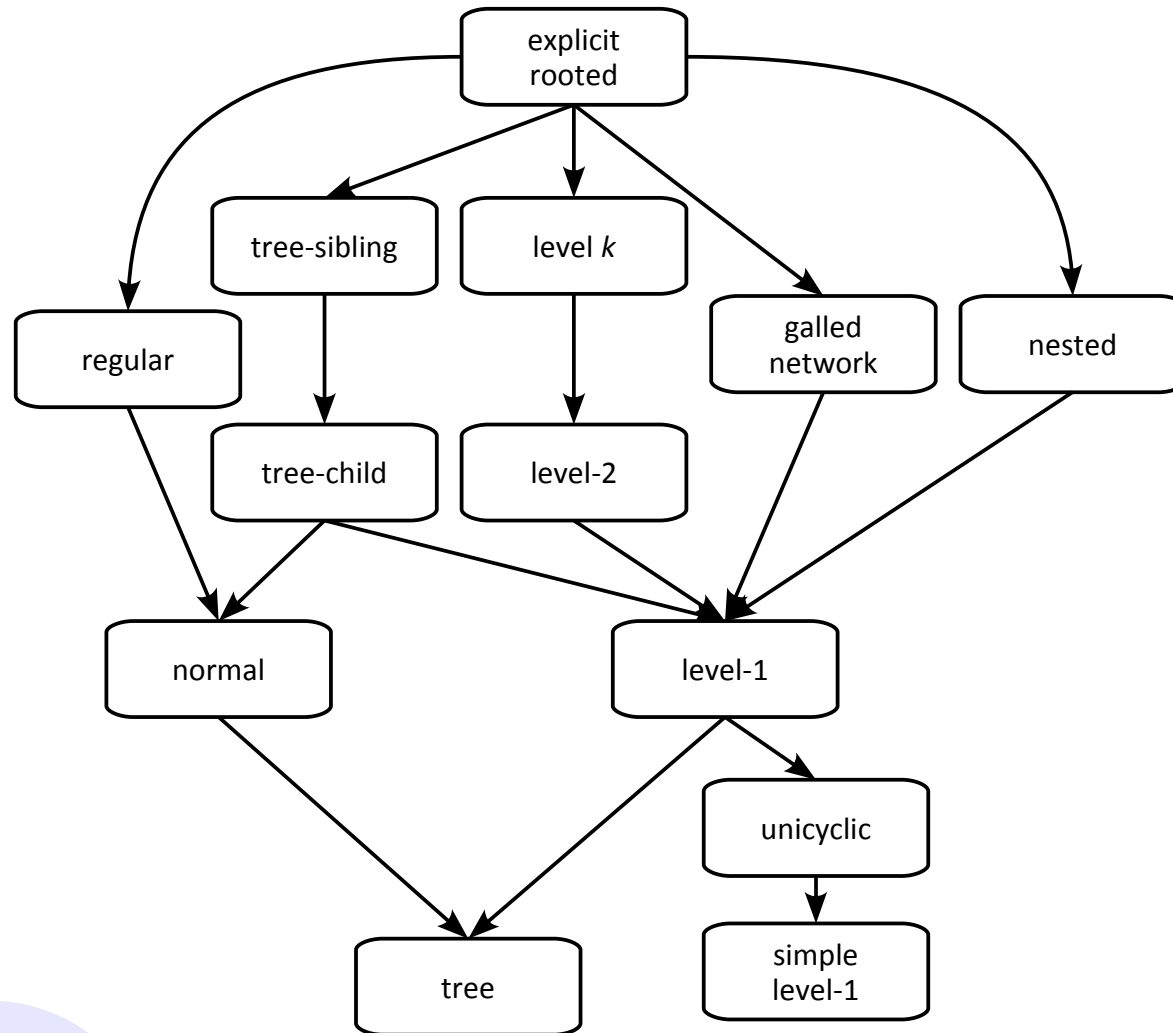 explicit
rooted
tree-sibling
level k
regular
galled
network
nested
tree-child
level-2
normal
level-1
unicyclic
tree
simple
level-1